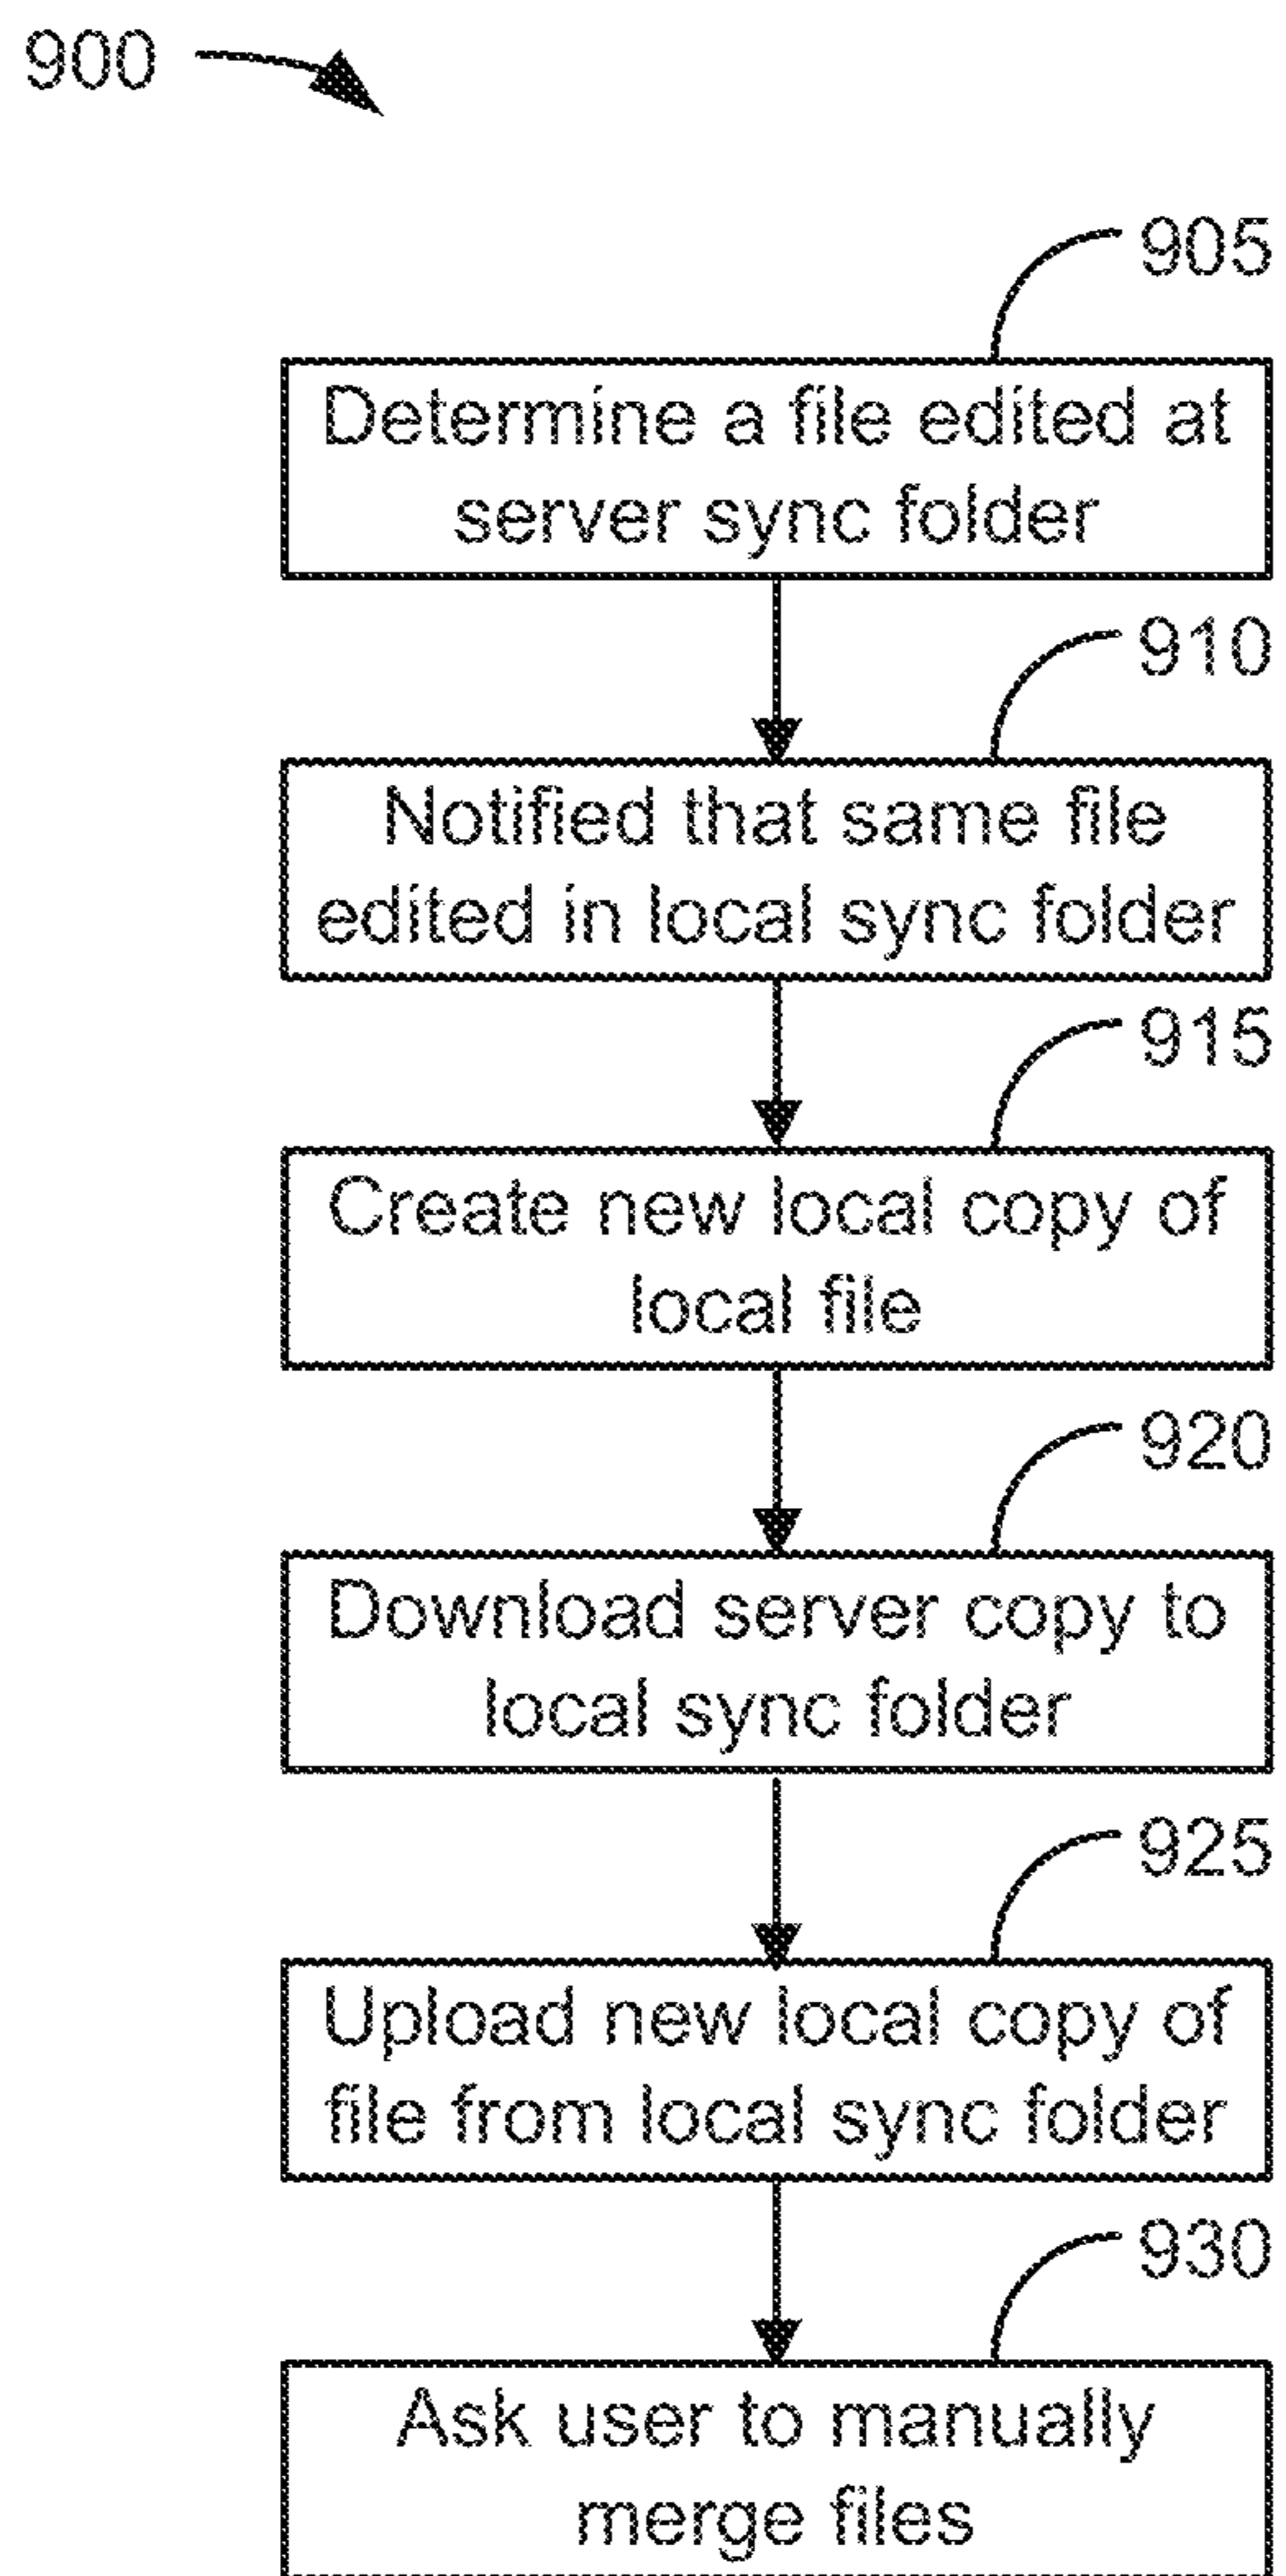 900
905
Determine a file edited at
server sync folder
910
Notified that same file
edited in local sync folder
915
Create new local copy of
local file
920
Download server copy to
local sync folder
925
Upload new local copy of
file from local sync folder
930
Ask user to manually
merge files